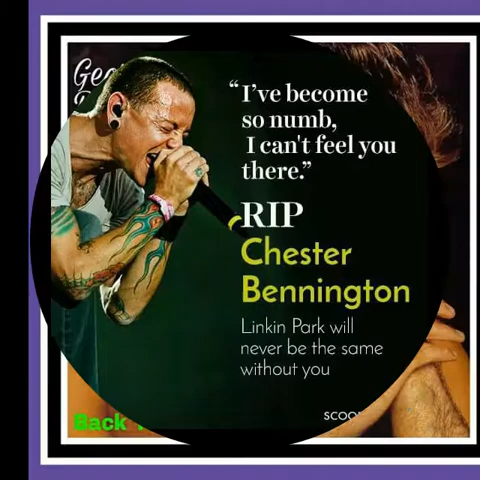 “I’ve become
so numb,
I can't feel you
there.”
RIP
Chester
Bennington
Linkin Park will
never be the same
without you
Back